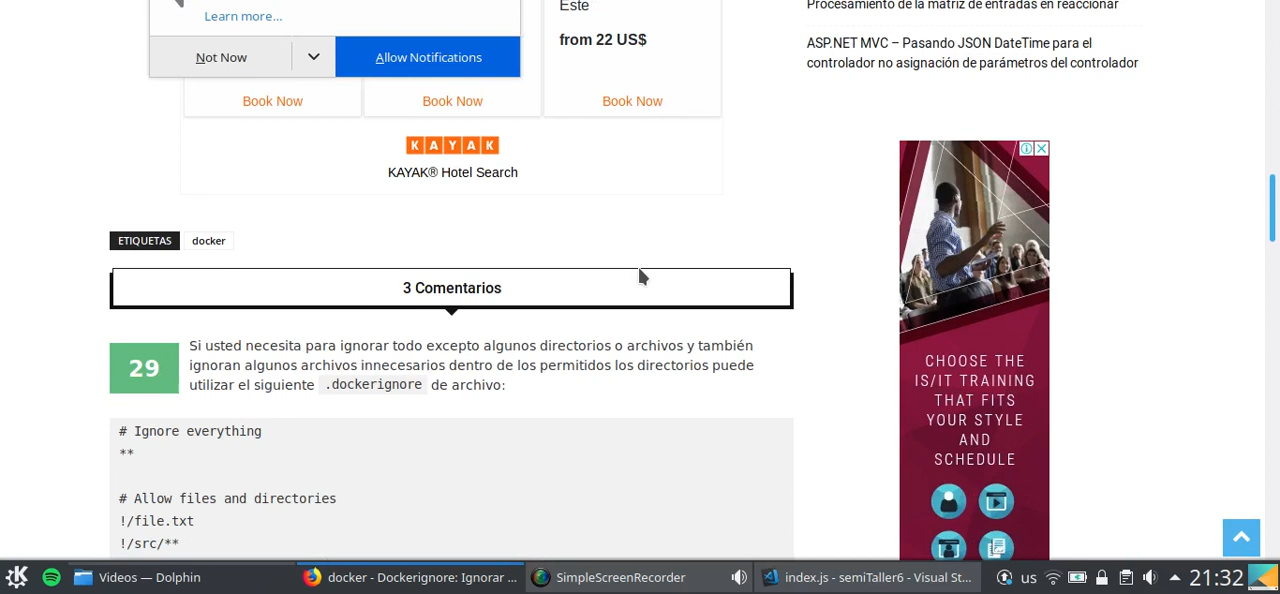 Learn more...
Not Now
Allow Notifications
Este
from 22 US$
Book Now
Book Now
Book Now
KAYAK
KAYAK® Hotel Search
ETIQUETAS docker
3 Comentarios
29
Si usted necesita para ignorar todo excepto algunos directorios o archivos y también
ignoran algunos archivos innecesarios dentro de los permitidos los directorios puede
utilizar el siguiente .dockerignore de archivo:
# Ignore everything
**
# Allow files and directories
!/file.txt
!/src/**
Procesamiento de la matriz de entradas en reaccionar
ASP.NET MVC – Pasando JSON DateTime para el
controlador no asignación de parámetros del controlador
CHOOSE THE
IS/IT TRAINING
THAT FITS
YOUR STYLE
AND
SCHEDULE
Videos — Dolphin
docker - Dockerignore: Ignorar ...
SimpleScreenRecorder
index.js - semiTaller6 - Visual St...
us
21:32